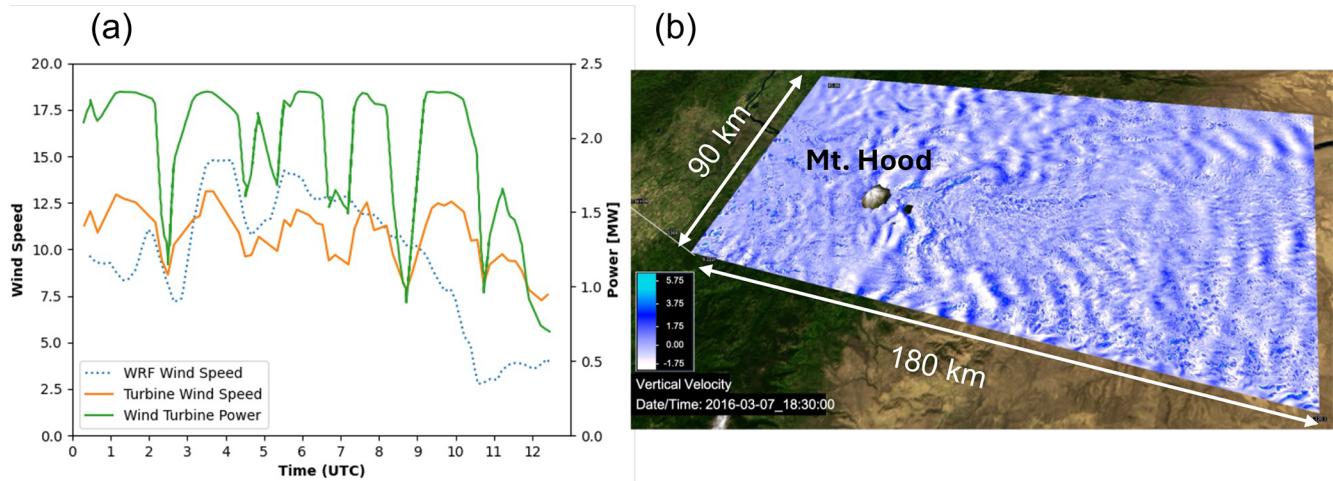 (a)
(b)
20.0
17.5
15.0
12.5
10.0
7.5
5.0
2.5
0.0
Wind Speed
2.5
2.0
1.5
1.0
0.5
0.0
Power [MW]
WRF Wind Speed
Turbine Wind Speed
Wind Turbine Power
0 1 2 3 4 5 6 7 8 9 10 11 12
Time (UTC)
90 km
Mt. Hood
180 km
5.75
3.75
1.75
0.00
-1.75
Vertical Velocity
Date/Time: 2016-03-07_18:30:00